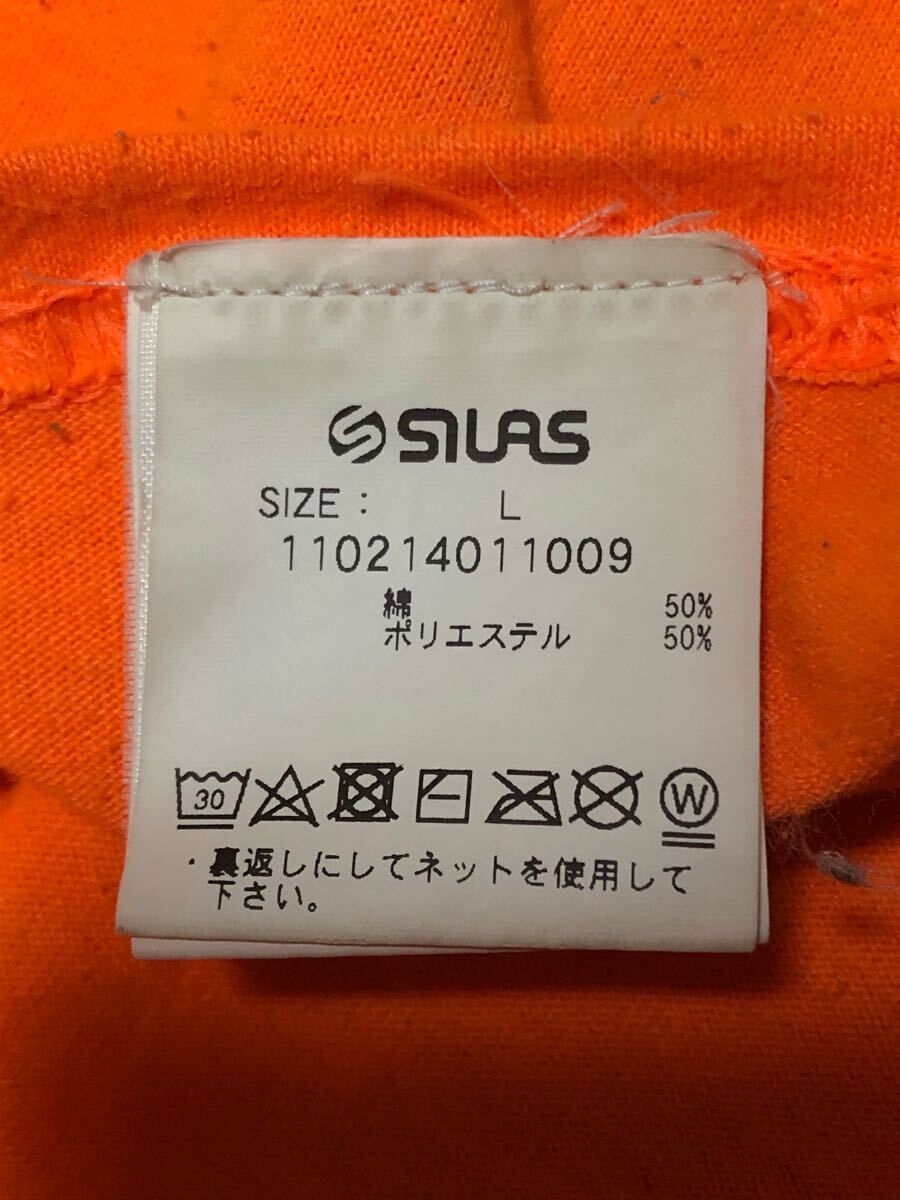 SILAS
SIZE : L
110214011009
綿 50%
ポリエステル 50%
30 W
・裏返しにしてネットを使用して
下さい。